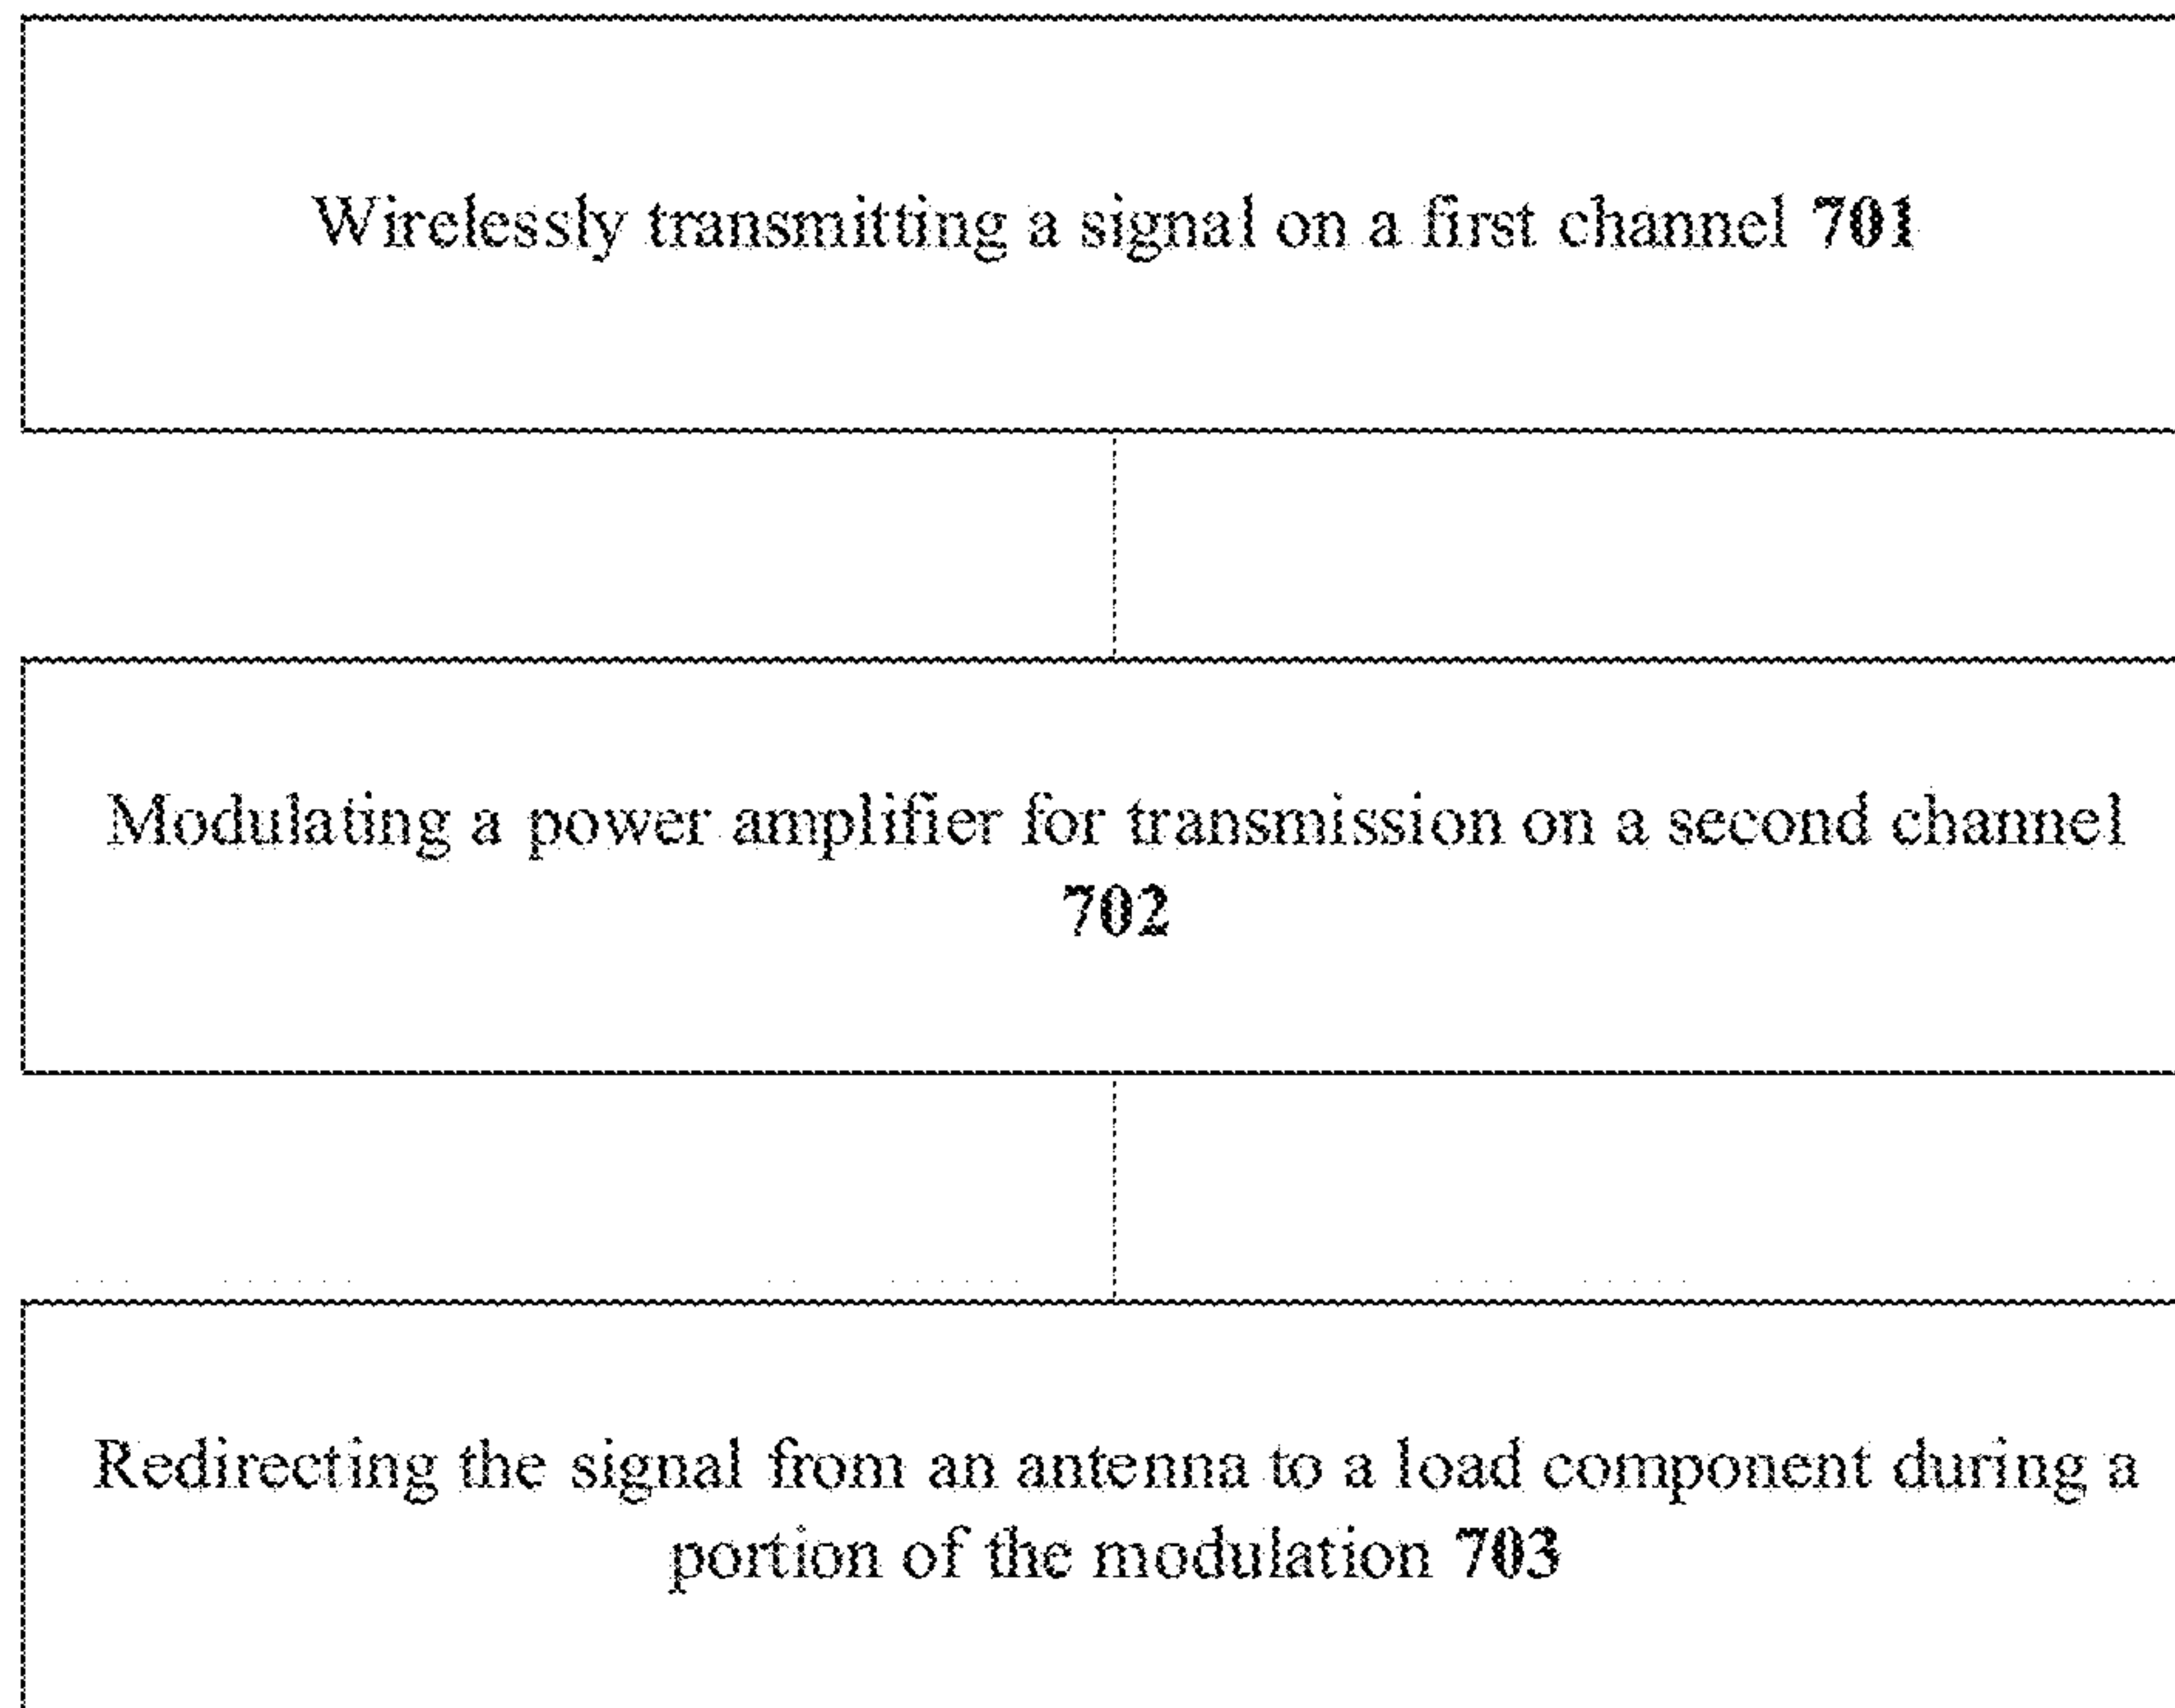 Wirelessly transmitting a signal on a first channel 701
Modulating a power amplifier for transmission on a second channel
702
Redirecting the signal from an antenna to a load component during a
portion of the modulation 703